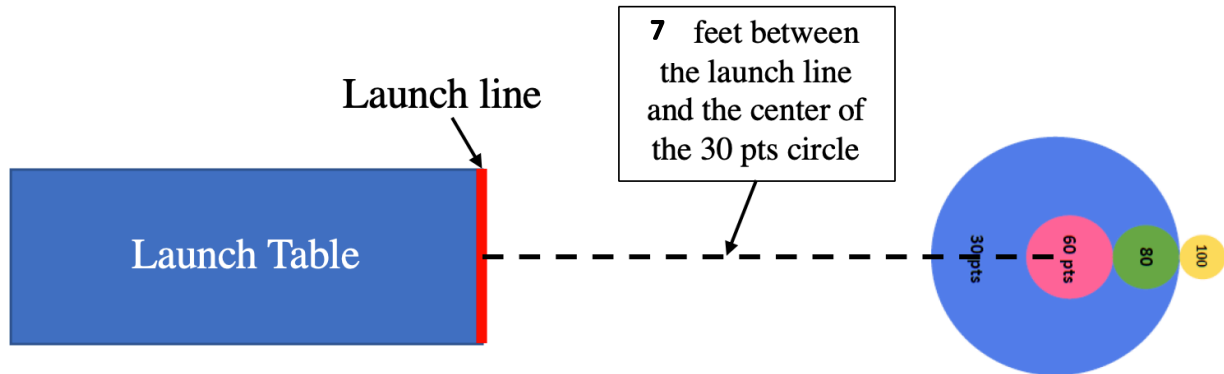 7 feet between
the launch line
and the center of
the 30 pts circle
Launch line
Launch Table
30pts
60 pts
80
100